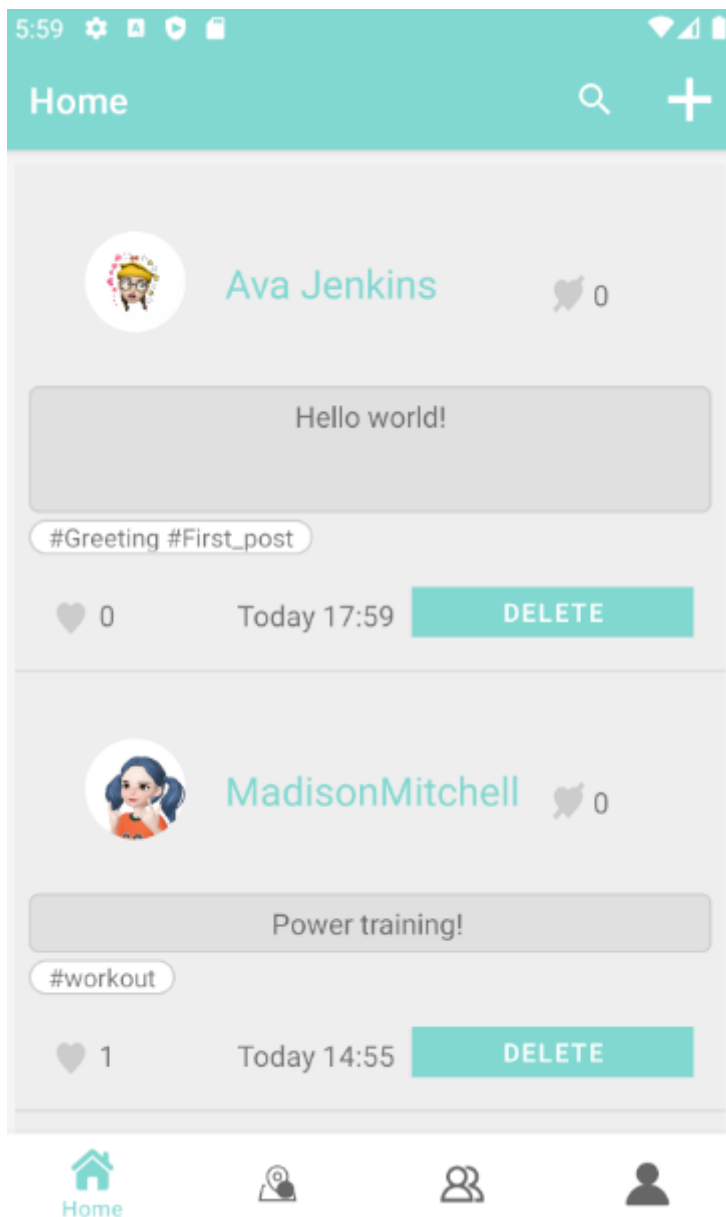 5:59
Home
Ava Jenkins
0
Hello world!
#Greeting #First_post
0 Today 17:59 DELETE
MadisonMitchell
0
Power training!
#workout
1 Today 14:55 DELETE
Home